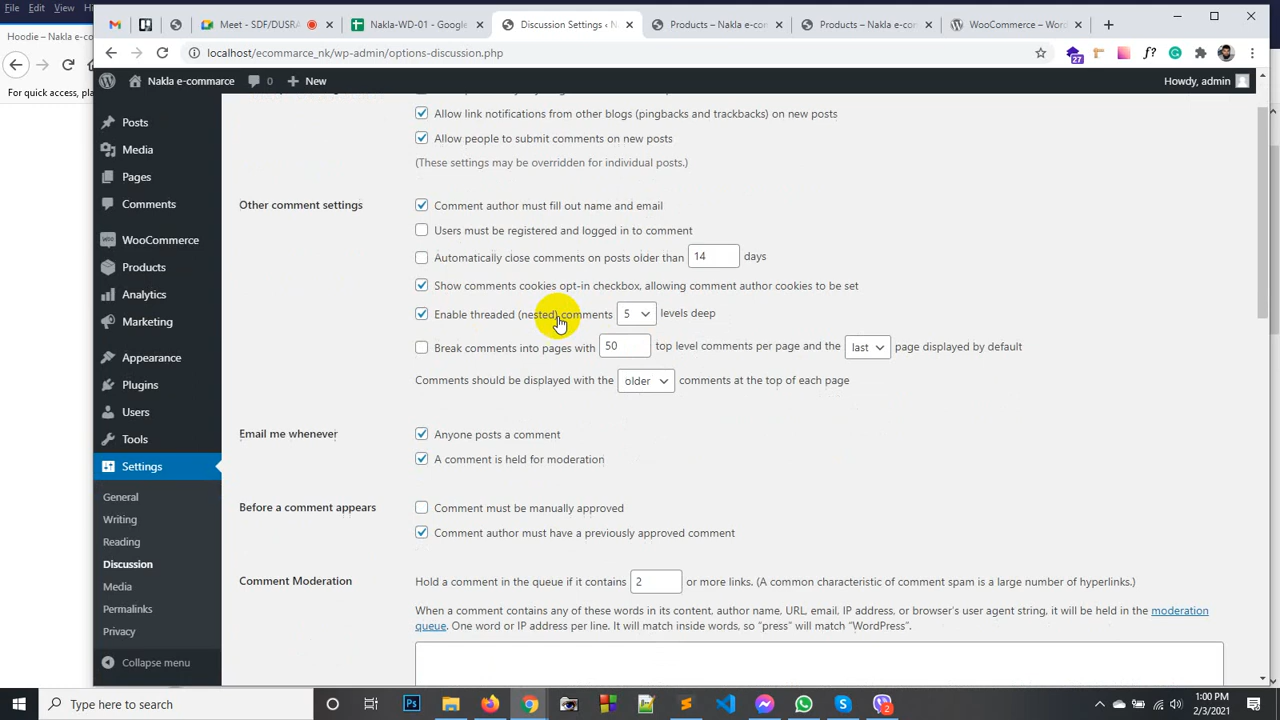 Hoodie – Nakla e-com
File Edit View
For quick access, pla
Meet - SDF/DUSRA
Nakla-WD-01 - Google
Discussion Settings ‹ N
Products – Nakla e-co
Products – Nakla e-co
WooCommerce – Word
localhost/ecommarce_nk/wp-admin/options-discussion.php
27
f?
Nakla e-commarce 0 New
Howdy, admin
Posts
Media
Pages
Comments
WooCommerce
Products
Analytics
Marketing
Appearance
Plugins
Users
Tools
Settings
General
Writing
Reading
Discussion
Media
Permalinks
Privacy
Collapse menu
Allow link notifications from other blogs (pingbacks and trackbacks) on new posts
Allow people to submit comments on new posts
(These settings may be overridden for individual posts.)
Other comment settings
Comment author must fill out name and email
Users must be registered and logged in to comment
Automatically close comments on posts older than 14 days
Show comments cookies opt-in checkbox, allowing comment author cookies to be set
Enable threaded (nested) comments 5 levels deep
Break comments into pages with 50 top level comments per page and the last page displayed by default
Comments should be displayed with the older comments at the top of each page
Email me whenever
Anyone posts a comment
A comment is held for moderation
Before a comment appears
Comment must be manually approved
Comment author must have a previously approved comment
Comment Moderation
Hold a comment in the queue if it contains 2 or more links. (A common characteristic of comment spam is a large number of hyperlinks.)
When a comment contains any of these words in its content, author name, URL, email, IP address, or browser's user agent string, it will be held in the moderation
queue. One word or IP address per line. It will match inside words, so “press” will match “WordPress”.
Type here to search
Ps
2
1:00 PM
2/3/2021